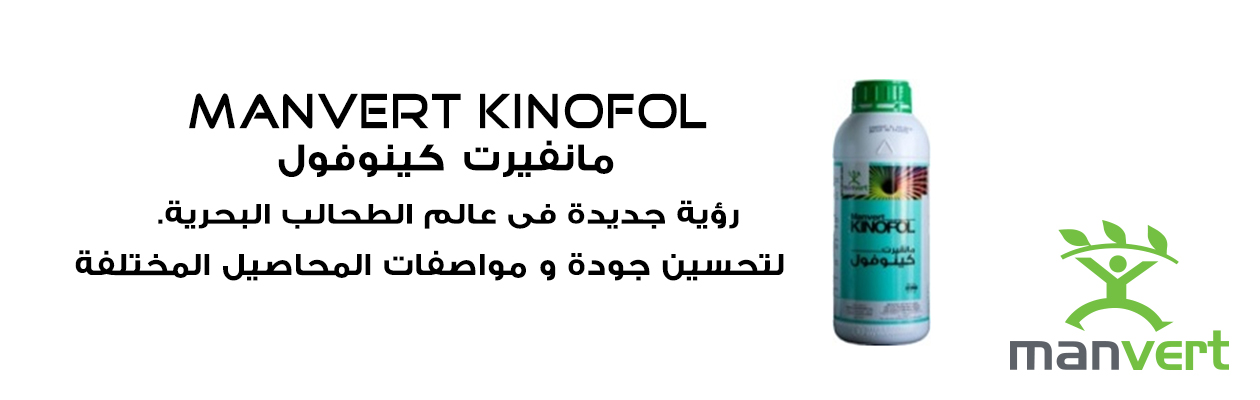 MANVERT KINOFOL
مانفيرت كينوفول
رؤية جديدة فى عالم الطحالب البحرية.
لتحسين جودة و مواصفات المحاصيل المختلفة
manvert
Manvert
KINOFOL
مانفيرت
كينوفول
manvert